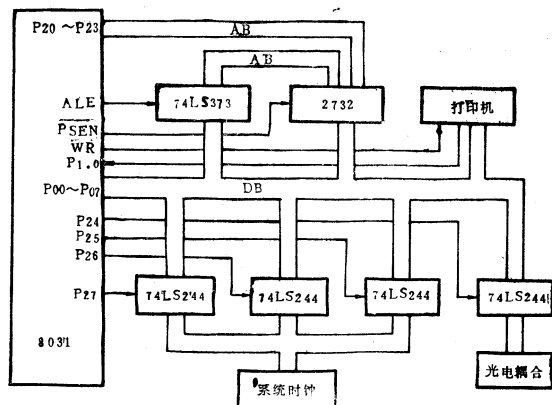 P20～P23
AB
AB
ALE
74LS373
2732
打印机
PSEN
WR
P1.0
P00～P07
DB
P24
P25
P26
P27
74LS244
74LS244
74LS244
74LS244
8031
系统时钟
光电耦合